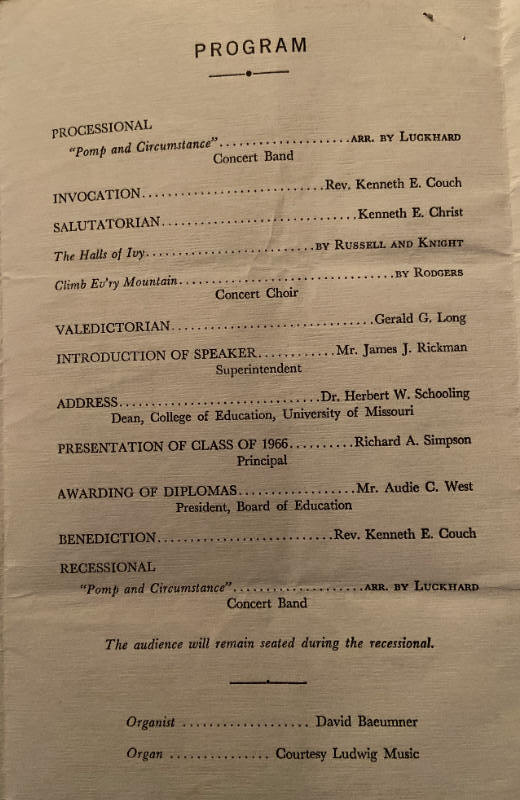 PROGRAM
PROCESSIONAL
"Pomp and Circumstance"....................ARR. BY LUCKHARD
Concert Band
INVOCATION............................Rev. Kenneth E. Couch
SALUTATORIAN..............................Kenneth E. Christ
The Halls of Ivy..........................BY RUSSELL AND KNIGHT
Climb Ev'ry Mountain.................................BY RODGERS
Concert Choir
VALEDICTORIAN...............................Gerald G. Long
INTRODUCTION OF SPEAKER............Mr. James J. Rickman
Superintendent
ADDRESS...............................Dr. Herbert W. Schooling
Dean, College of Education, University of Missouri
PRESENTATION OF CLASS OF 1966..........Richard A. Simpson
Principal
AWARDING OF DIPLOMAS..................Mr. Audie C. West
President, Board of Education
BENEDICTION...........................Rev. Kenneth E. Couch
RECESSIONAL
"Pomp and Circumstance"....................ARR. BY LUCKHARD
Concert Band
The audience will remain seated during the recessional.
Organist ................... David Baeumner
Organ ............... Courtesy Ludwig Music